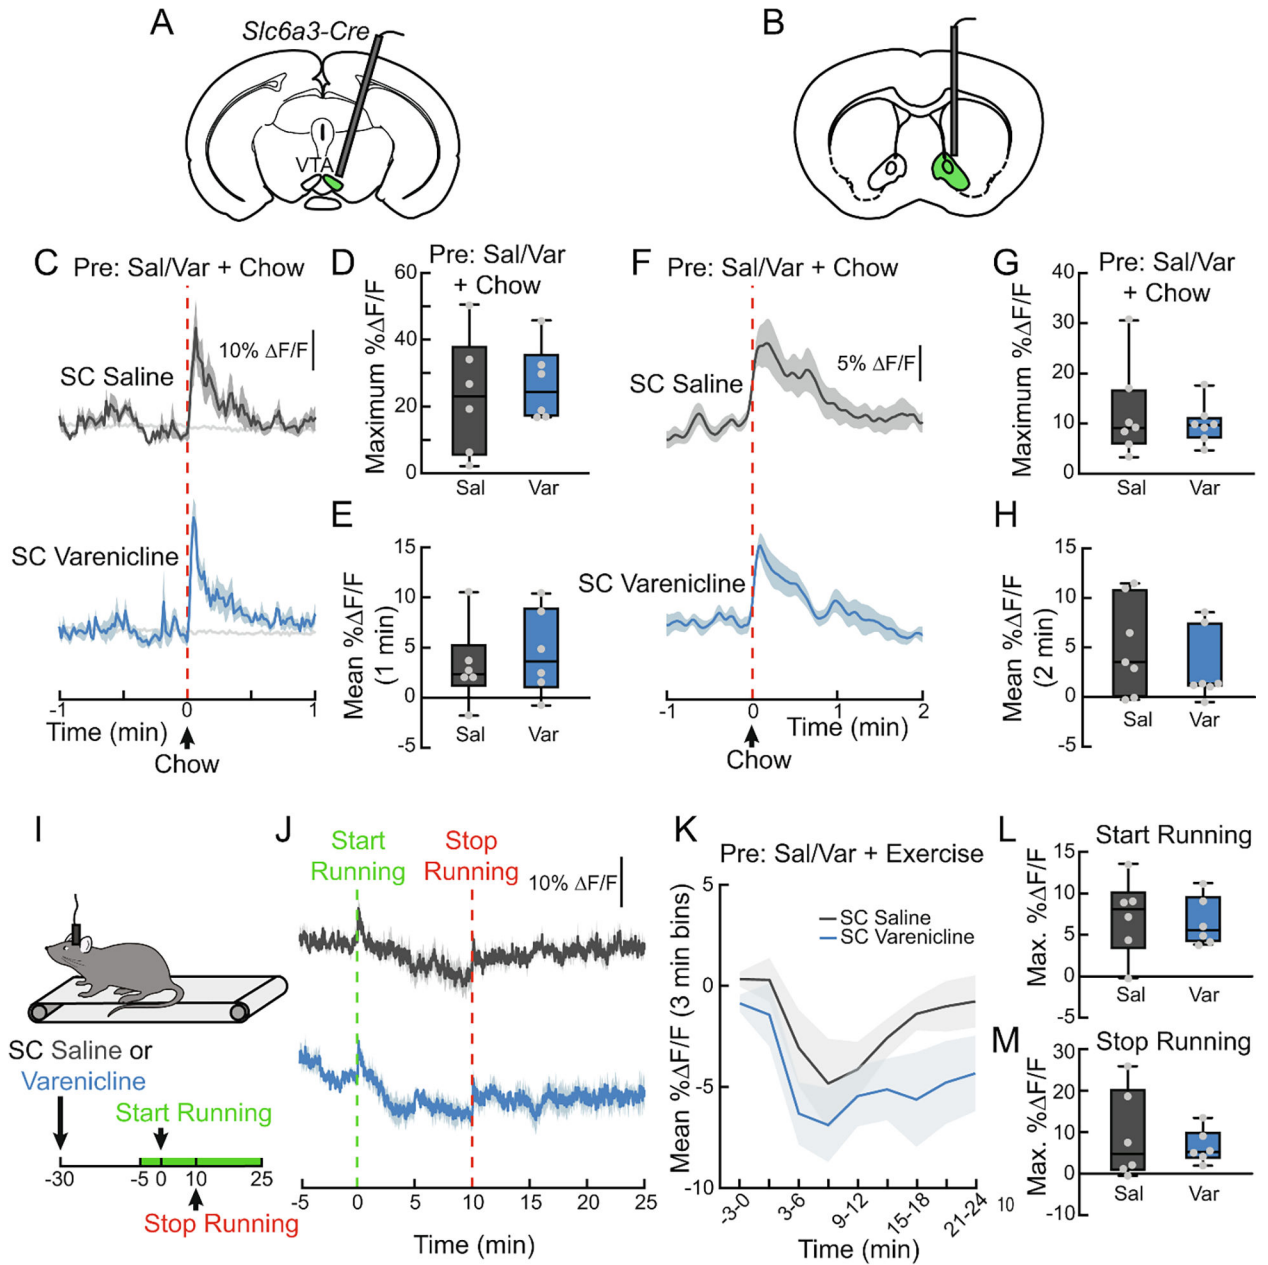 A
Slc6a3-Cre
VTA
B
C
Pre: Sal/Var + Chow
10% ΔF/F
SC Saline
SC Varenicline
-1
0
1
Time (min)
Chow
D
Pre: Sal/Var
+ Chow
Maximum %ΔF/F
60
40
20
0
Sal
Var
E
Mean %ΔF/F
(1 min)
15
10
5
0
-5
Sal
Var
F
Pre: Sal/Var + Chow
5% ΔF/F
SC Saline
SC Varenicline
-1
0
1
2
Time (min)
Chow
G
Pre: Sal/Var
+ Chow
Maximum %ΔF/F
40
30
20
10
0
Sal
Var
H
Mean %ΔF/F
(2 min)
15
10
5
0
-5
Sal
Var
I
SC Saline or
Varenicline
Start Running
-30
-5
0
10
25
Stop Running
J
Start
Running
Stop
Running
10% ΔF/F
-5
0
5
10
15
20
25
Time (min)
K
Pre: Sal/Var + Exercise
Mean %ΔF/F (3 min bins)
SC Saline
SC Varenicline
5
0
-5
-10
-3-0
3-6
9-12
15-18
21-24
10
Time (min)
L
Start Running
Max. %ΔF/F
15
10
5
0
-5
Sal
Var
M
Stop Running
Max. %ΔF/F
30
20
10
0
-10
Sal
Var